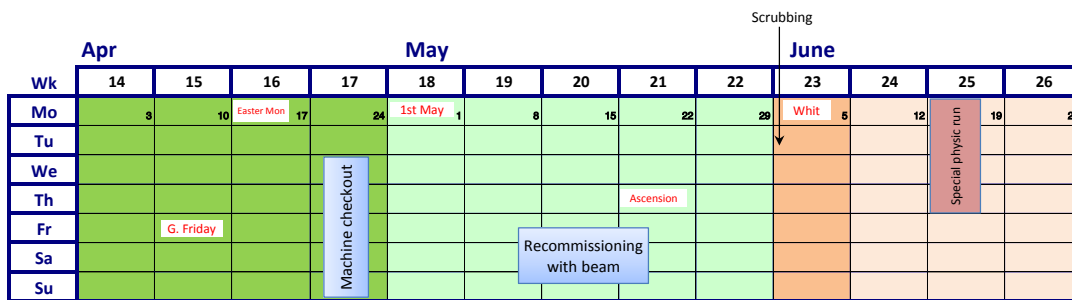 Scrubbing
Apr May June
Wk 14 15 16 17 18 19 20 21 22 23 24 25 26
Mo 3 10 Easter Mon 17 24 1st May 1 8 15 22 29 Whit 5 12 19 2
Tu
We
Th Ascension
Fr G. Friday
Sa
Su
Machine checkout
Recommissioning
with beam
Special physic run